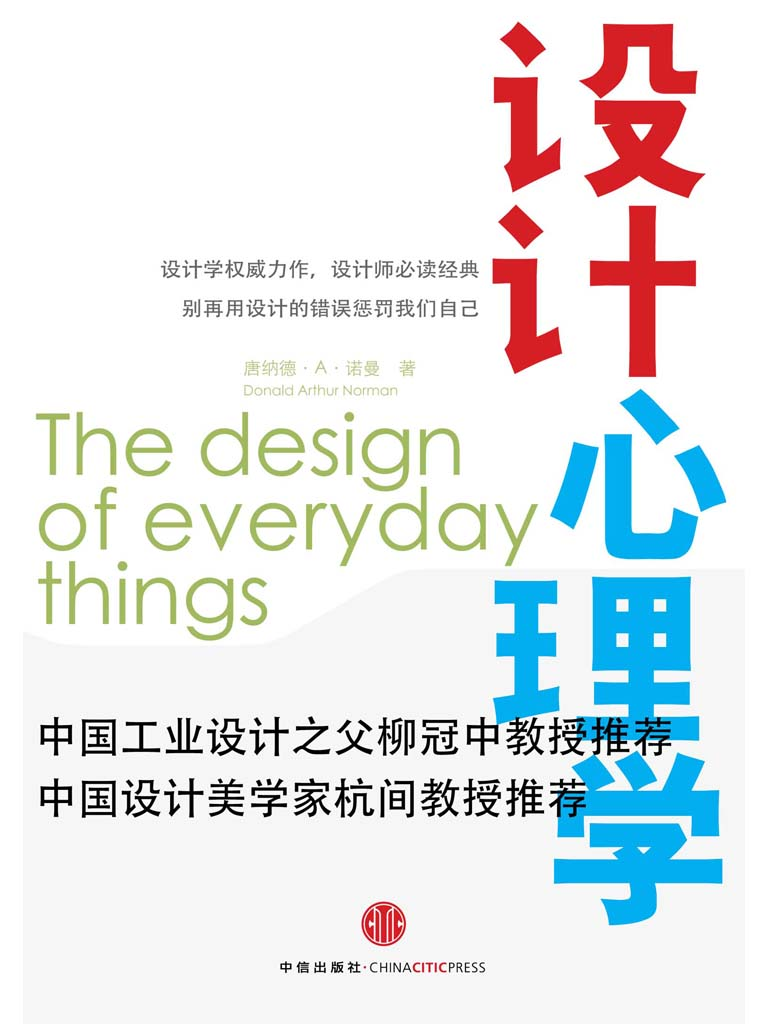 设计心理学
设计学权威力作，设计师必读经典
别再用设计的错误惩罚我们自己
唐纳德·A·诺曼 著
Donald Arthur Norman
The design
of everyday
things
中国工业设计之父柳冠中教授推荐
中国设计美学家杭间教授推荐
中信出版社·CHINACITICPRESS